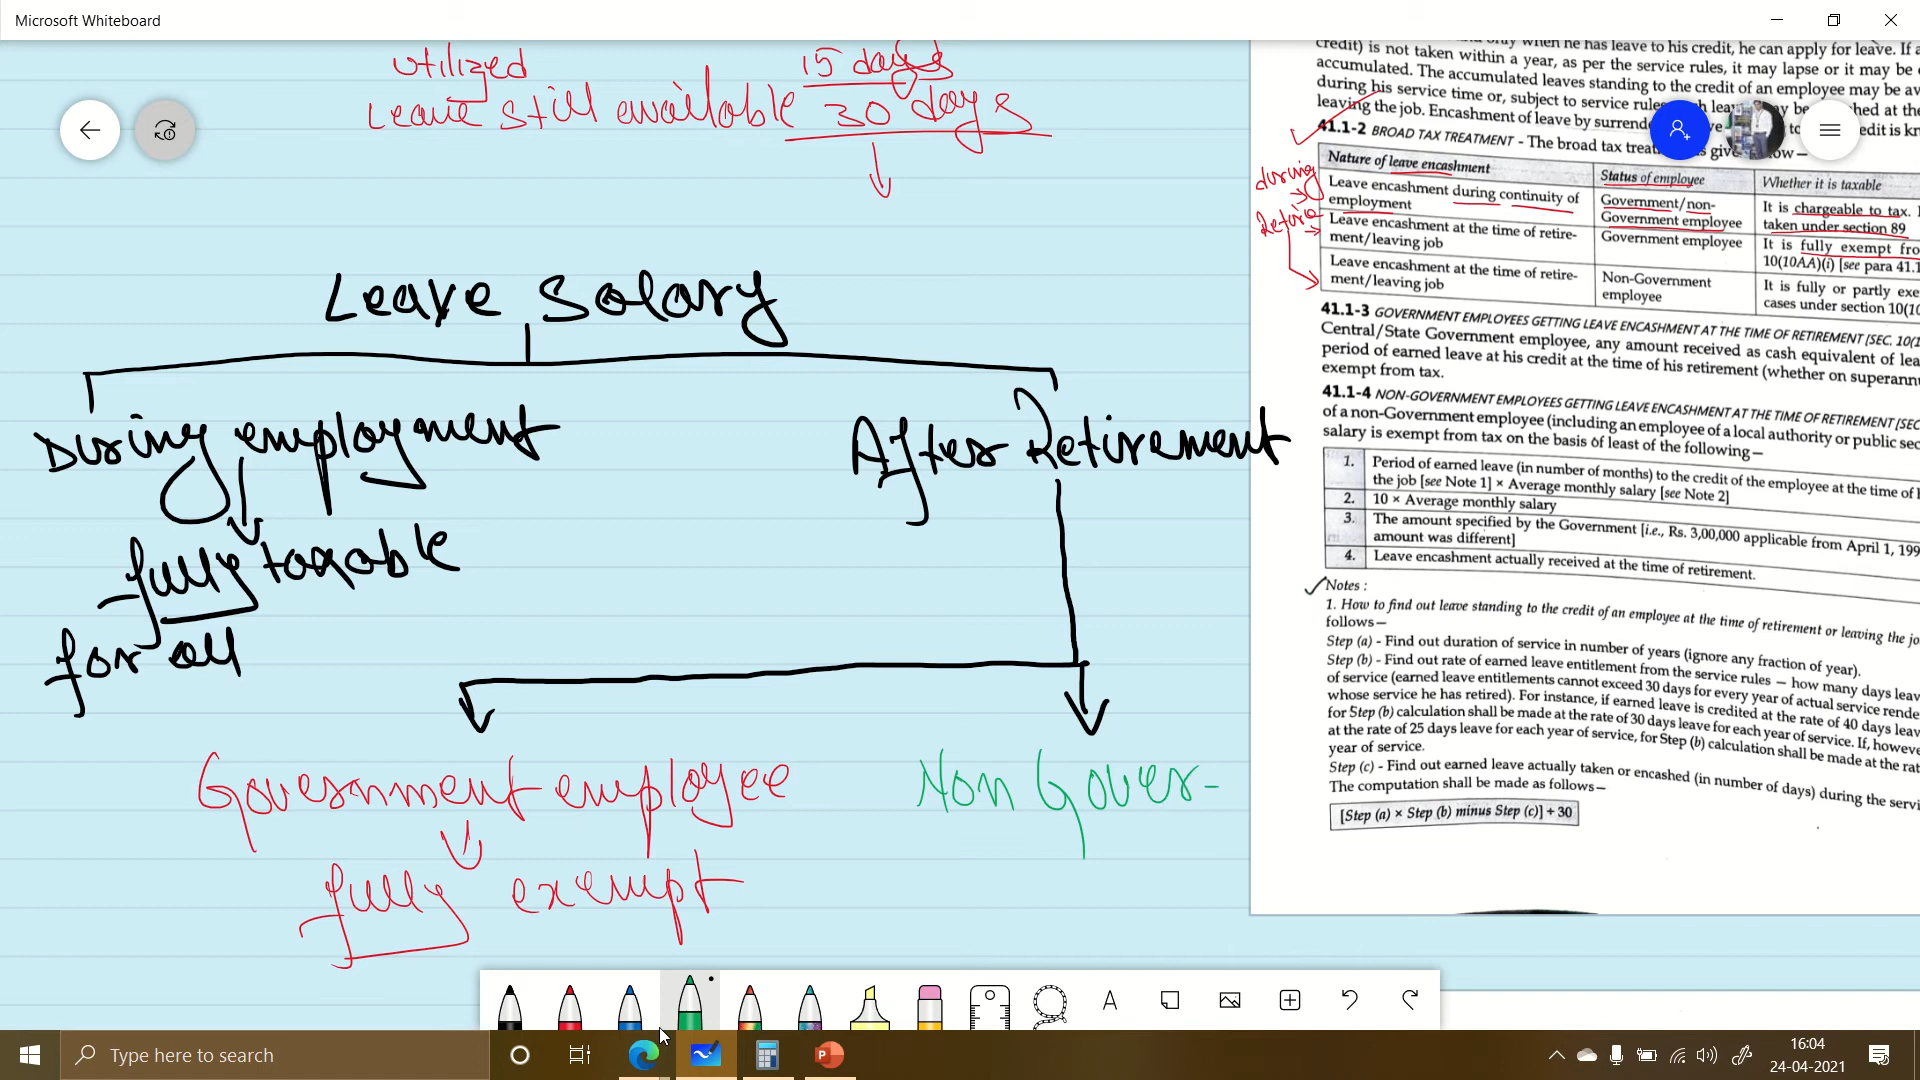 Microsoft Whiteboard
utilized 15 days
Leave still available 30 days
Leave Salary
During employment
After Retirement
fully taxable
for all
Government employee
Non Gover-
fully exempt
only when he has leave to his credit, he can apply for leave. If a
credit) is not taken within a year, as per the service rules, it may lapse or it may be
accumulated. The accumulated leaves standing to the credit of an employee may be av
during his service time or, subject to service rules
leaving the job. Encashment of leave by surrende
41.1-2 BROAD TAX TREATMENT - The broad tax
during
Retire
Nature of leave encashment
Status of employee
Whether it is taxable
Leave encashment during continuity of
employment
Government/non-
Government employee
It is chargeable to tax.
taken under section 89
Leave encashment at the time of retire-
ment/leaving job
Government employee
It is fully exempt fro
10(10AA)(i) [see para 41.1
Leave encashment at the time of retire-
ment/leaving job
Non-Government
employee
It is fully or partly exe
cases under section 10(10
41.1-3 GOVERNMENT EMPLOYEES GETTING LEAVE ENCASHMENT AT THE TIME OF RETIREMENT [SEC. 10(1
Central/State Government employee, any amount received as cash equivalent of lea
period of earned leave at his credit at the time of his retirement (whether on superannu
exempt from tax.
41.1-4 NON-GOVERNMENT EMPLOYEES GETTING LEAVE ENCASHMENT AT THE TIME OF RETIREMENT [SEC
of a non-Government employee (including an employee of a local authority or public sec
salary is exempt from tax on the basis of least of the following—
1. Period of earned leave (in number of months) to the credit of the employee at the time of
the job [see Note 1] × Average monthly salary [see Note 2]
2. 10 × Average monthly salary
3. The amount specified by the Government [i.e., Rs. 3,00,000 applicable from April 1, 199
amount was different]
4. Leave encashment actually received at the time of retirement.
Notes :
1. How to find out leave standing to the credit of an employee at the time of retirement or leaving the jo
follows—
Step (a) - Find out duration of service in number of years (ignore any fraction of year).
Step (b) - Find out rate of earned leave entitlement from the service rules — how many days leav
of service (earned leave entitlements cannot exceed 30 days for every year of actual service rende
whose service he has retired). For instance, if earned leave is credited at the rate of 40 days leav
for Step (b) calculation shall be made at the rate of 30 days leave for each year of service. If, howeve
at the rate of 25 days leave for each year of service, for Step (b) calculation shall be made at the rat
year of service.
Step (c) - Find out earned leave actually taken or encashed (in number of days) during the servi
The computation shall be made as follows—
[Step (a) × Step (b) minus Step (c)] ÷ 30
Type here to search
16:04
24-04-2021